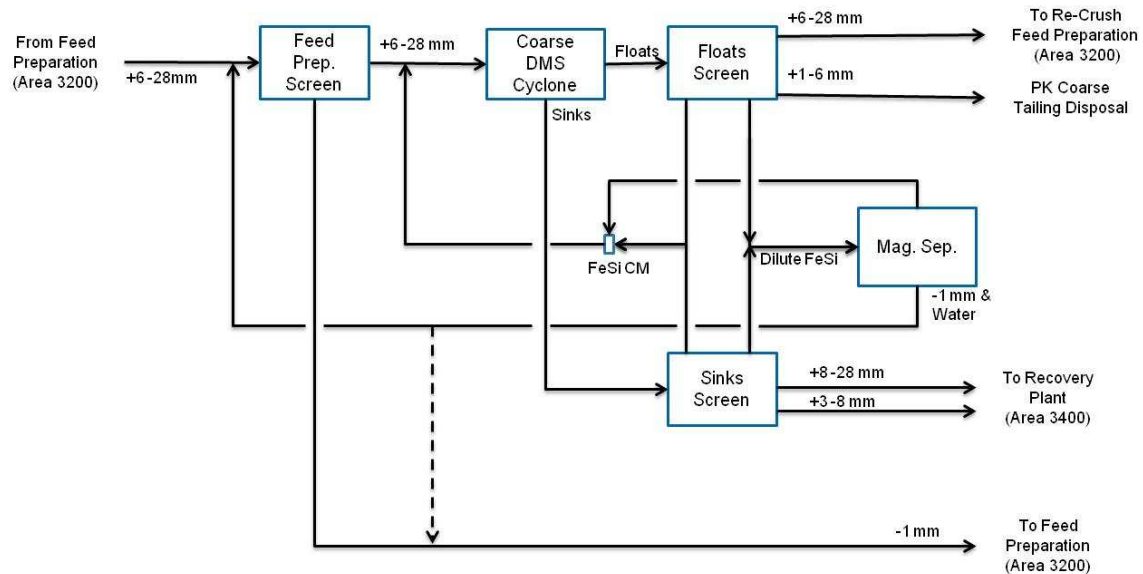 From Feed
Preparation
(Area 3200)
+6-28mm
Feed
Prep.
Screen
+6-28 mm
Coarse
DMS
Cyclone
Floats
Sinks
Floats
Screen
+6-28 mm
To Re-Crush
Feed Preparation
(Area 3200)
+1-6 mm
PK Coarse
Tailing Disposal
FeSi CM
Dilute FeSi
Mag. Sep.
-1 mm &
Water
Sinks
Screen
+8-28 mm
+3-8 mm
To Recovery
Plant
(Area 3400)
-1 mm
To Feed
Preparation
(Area 3200)